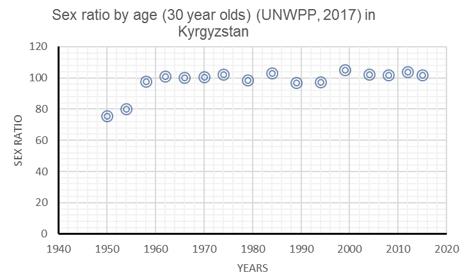 Sex ratio by age (30 year olds) (UNWPP, 2017) in
Kyrgyzstan
120
100
80
60
40
20
0
SEX RATIO
1940 1950 1960 1970 1980 1990 2000 2010 2020
YEARS